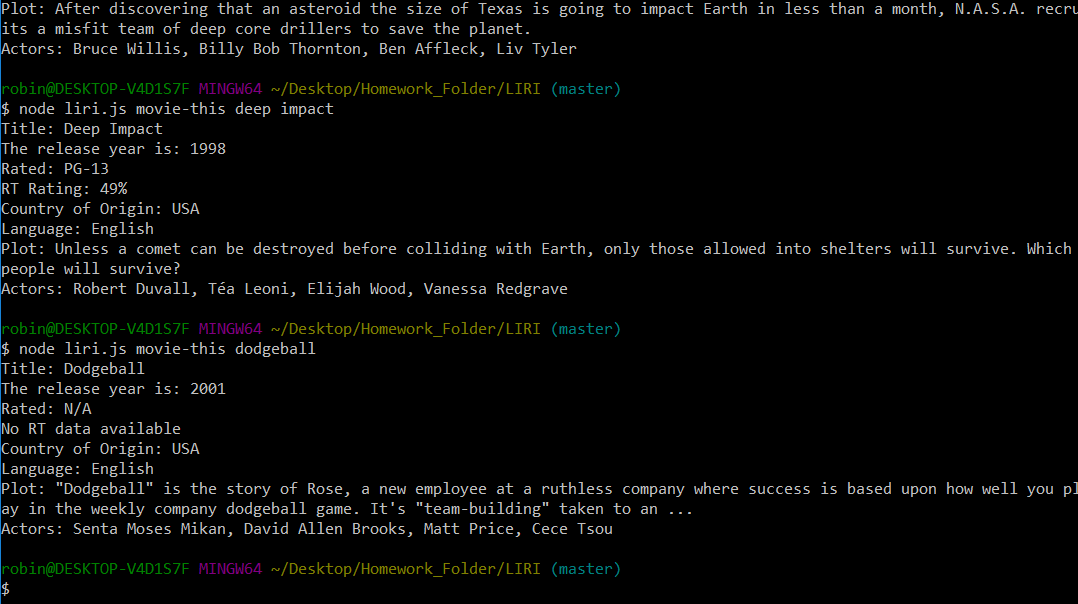 Plot: After discovering that an asteroid the size of Texas is going to impact Earth in less than a month, N.A.S.A. recru
its a misfit team of deep core drillers to save the planet.
Actors: Bruce Willis, Billy Bob Thornton, Ben Affleck, Liv Tyler
robin@DESKTOP-V4D1S7F MINGW64 ~/Desktop/Homework_Folder/LIRI (master)
$ node liri.js movie-this deep impact
Title: Deep Impact
The release year is: 1998
Rated: PG-13
RT Rating: 49%
Country of Origin: USA
Language: English
Plot: Unless a comet can be destroyed before colliding with Earth, only those allowed into shelters will survive. Which
people will survive?
Actors: Robert Duvall, Téa Leoni, Elijah Wood, Vanessa Redgrave
robin@DESKTOP-V4D1S7F MINGW64 ~/Desktop/Homework_Folder/LIRI (master)
$ node liri.js movie-this dodgeball
Title: Dodgeball
The release year is: 2001
Rated: N/A
No RT data available
Country of Origin: USA
Language: English
Plot: "Dodgeball" is the story of Rose, a new employee at a ruthless company where success is based upon how well you pl
ay in the weekly company dodgeball game. It's "team-building" taken to an ...
Actors: Senta Moses Mikan, David Allen Brooks, Matt Price, Cece Tsou
robin@DESKTOP-V4D1S7F MINGW64 ~/Desktop/Homework_Folder/LIRI (master)
$